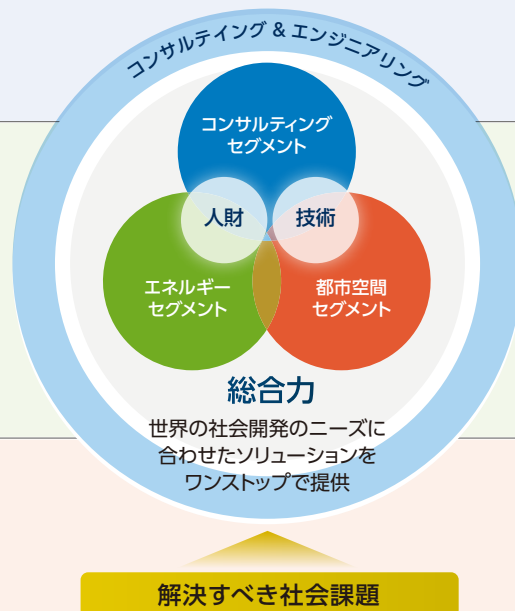 コンサルテイング & エンジニアリング
コンサルティング
セグメント
人財
技術
エネルギー
セグメント
都市空間
セグメント
総合力
世界の社会開発のニーズに
合わせたソリューションを
ワンストップで提供
解決すべき社会課題